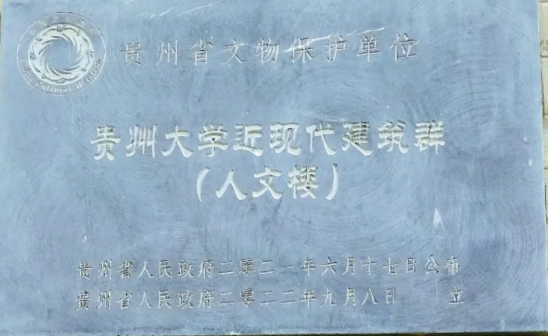 贵州省文物保护单位
贵州大学近现代建筑群
(人文楼)
贵州省人民政府二零二一年六月十七日公布
贵州省人民政府二零二二年九月八日 立